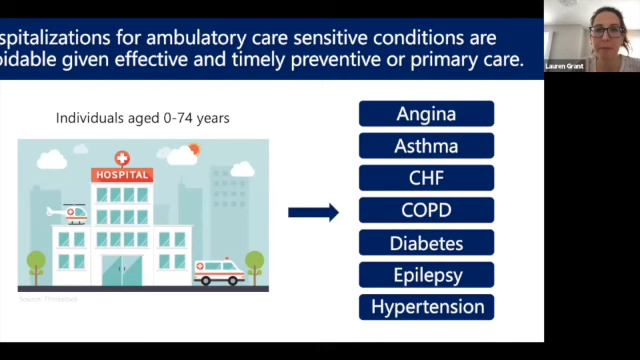 spitalizations for ambulatory care sensitive conditions are
oidable given effective and timely preventive or primary care.
Lauren Grant
Individuals aged 0-74 years
HOSPITAL
Angina
Asthma
CHF
COPD
Diabetes
Epilepsy
Hypertension